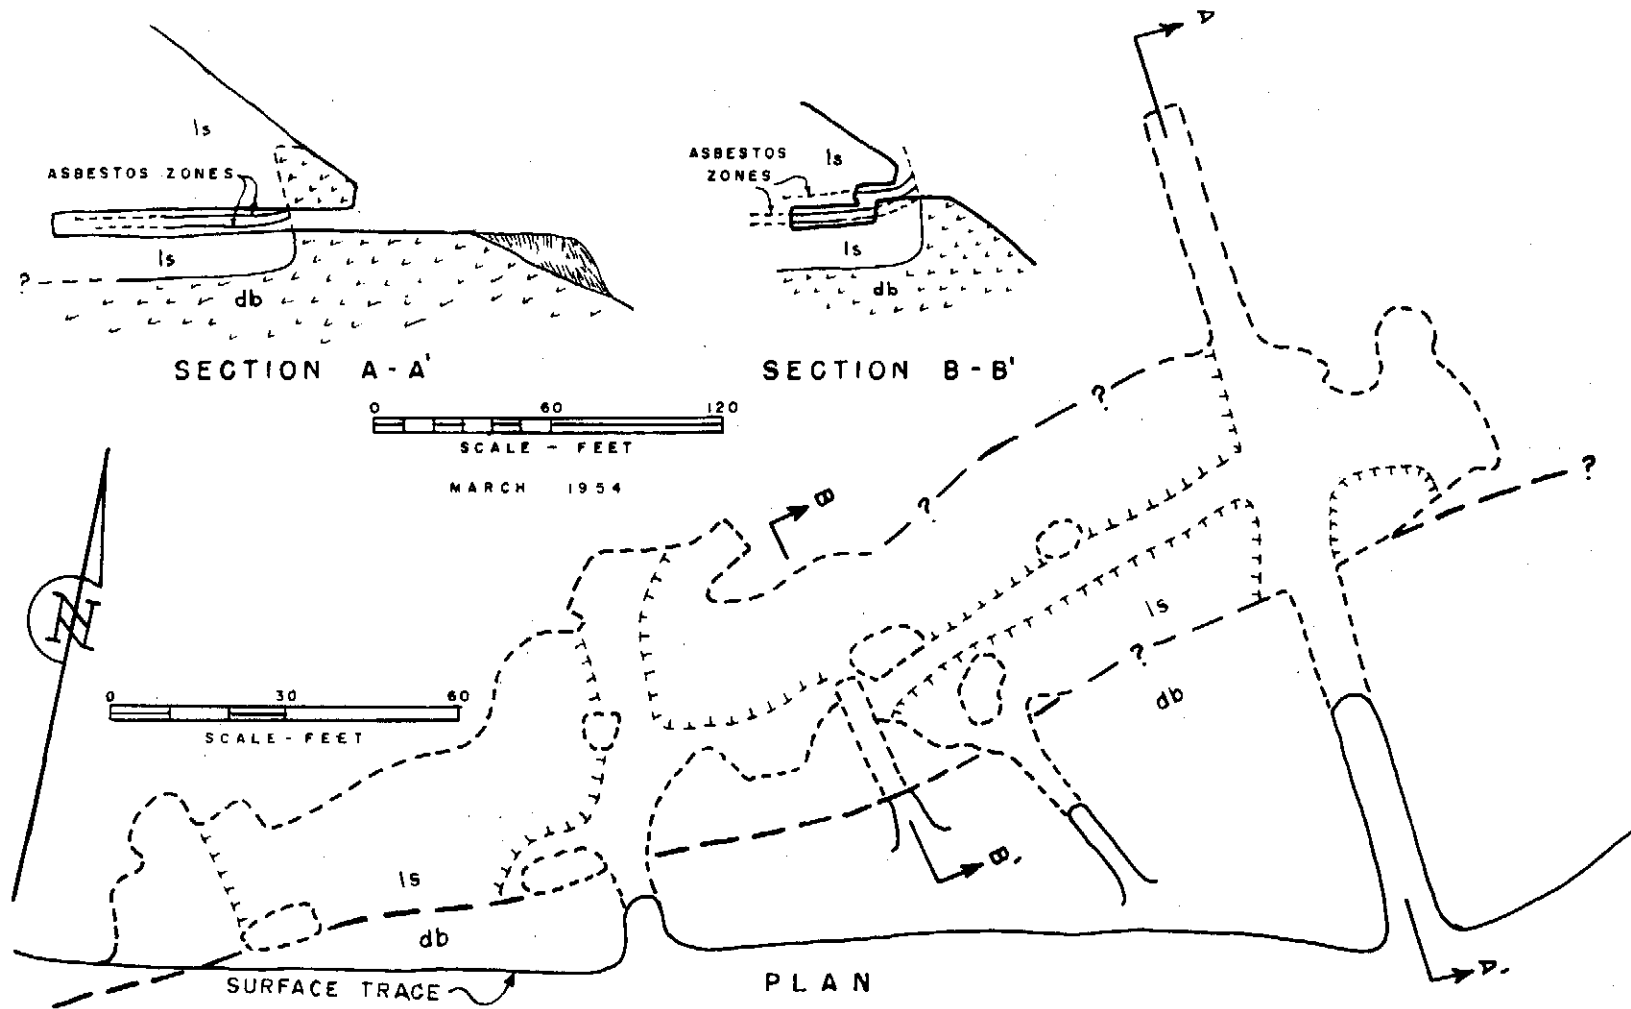 ls
ASBESTOS ZONES
ls
?
db
SECTION A-A'
ASBESTOS
ZONES
ls
ls
db
SECTION B-B'
0 60 120
SCALE - FEET
MARCH 1954
A
B
?
?
?
N
0 30 60
SCALE-FEET
ls
?
db
ls
db
B'
A'
SURFACE TRACE
PLAN